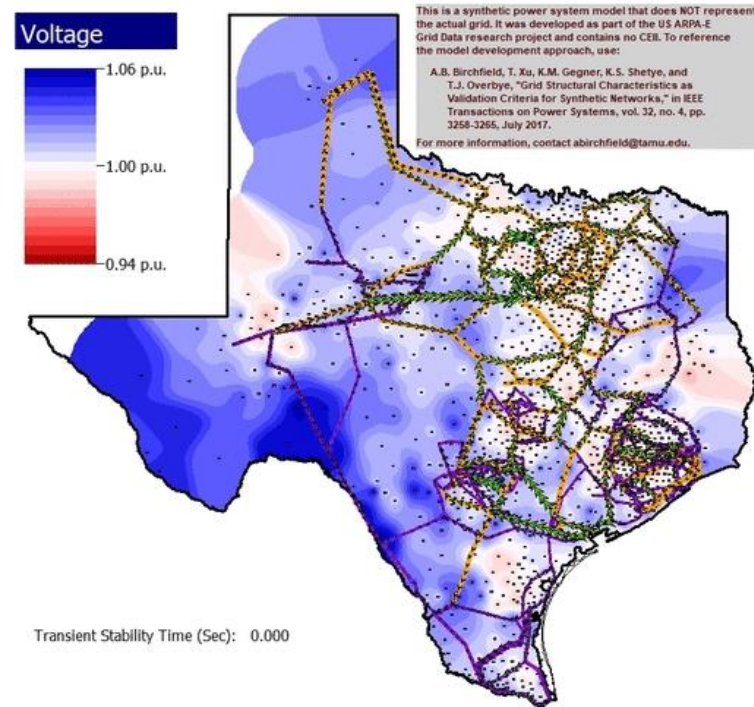 Voltage
1.06 p.u.
1.00 p.u.
0.94 p.u.
This is a synthetic power system model that does NOT represent
the actual grid. It was developed as part of the US ARPA-E
Grid Data research project and contains no CEII. To reference
the model development approach, use:
A.B. Birchfield, T. Xu, K.M. Gegner, K.S. Shetye, and
T.J. Overbye, "Grid Structural Characteristics as
Validation Criteria for Synthetic Networks," in IEEE
Transactions on Power Systems, vol. 32, no. 4, pp.
3258-3265, July 2017.
For more information, contact abirchfield@tamu.edu.
Transient Stability Time (Sec): 0.000